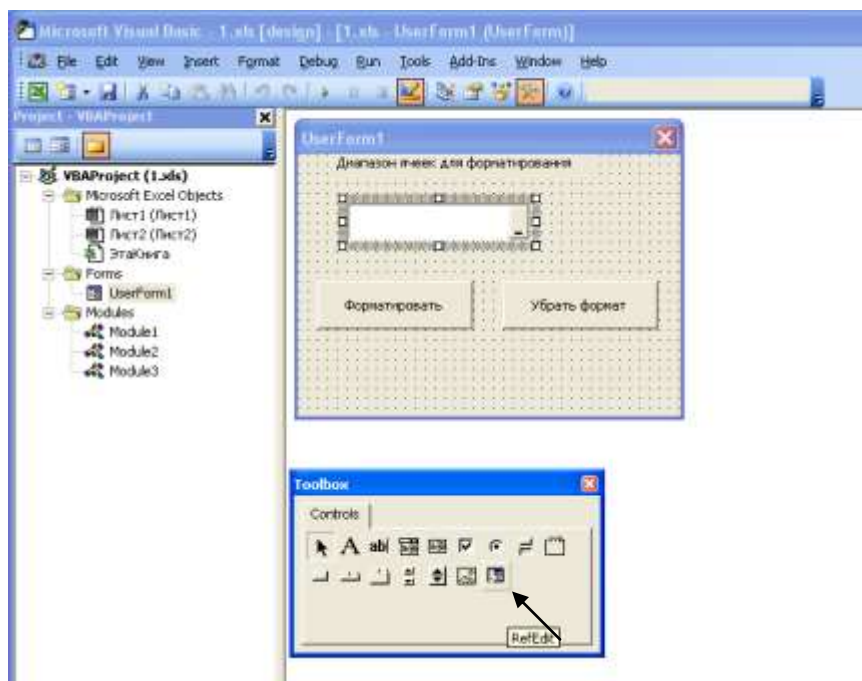 Microsoft Visual Basic - 1.xls [design] - [1.xls - UserForm1 (UserForm)]
File Edit View Insert Format Debug Run Tools Add-Ins Window Help
Project - VBAProject
VBAProject (1.xls)
Microsoft Excel Objects
Лист1 (Лист1)
Лист2 (Лист2)
ЭтаКнига
Forms
UserForm1
Modules
Module1
Module2
Module3
UserForm1
Диапазон ячеек для форматирования
Форматировать
Убрать формат
Toolbox
Controls
A ab|
RefEdit